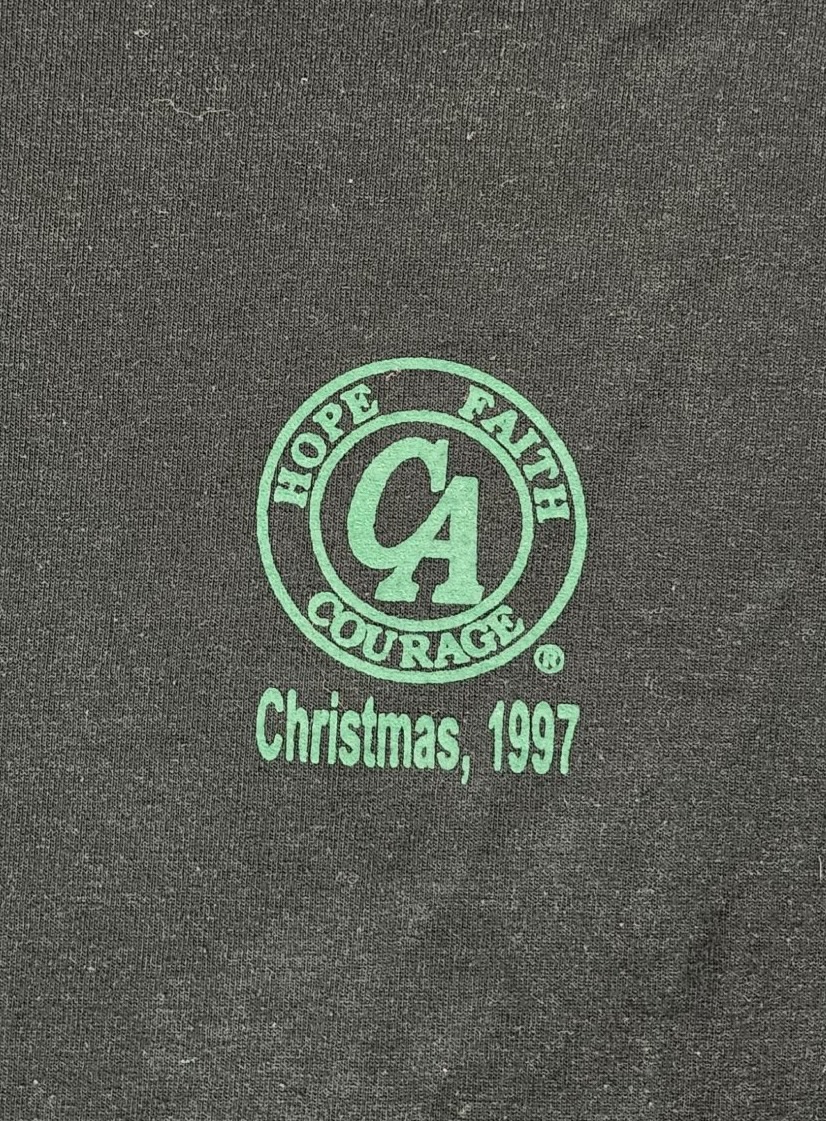 HOPE FAITH
CA
COURAGE
®
Christmas, 1997